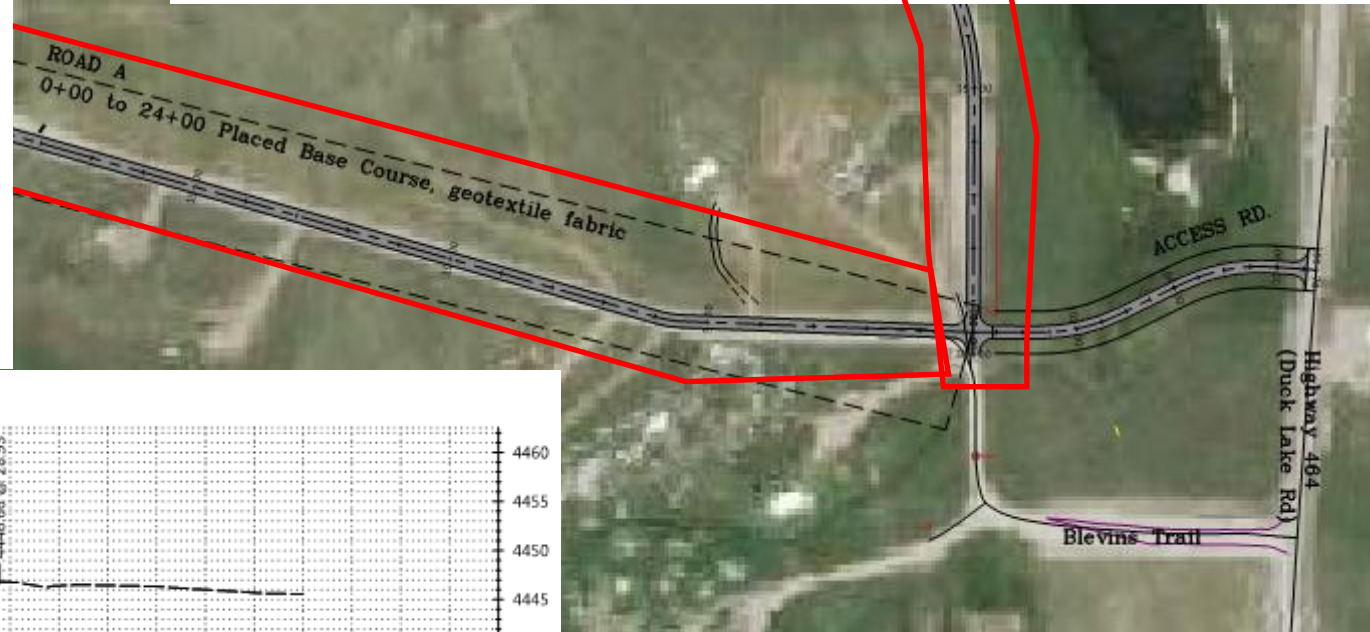 ROAD A
0+00 to 24+00 Placed Base Course, geotextile fabric
ACCESS RD.
Highway 464
(Duck Lake Rd)
Blevins Trail
4460
4455
4450
4445